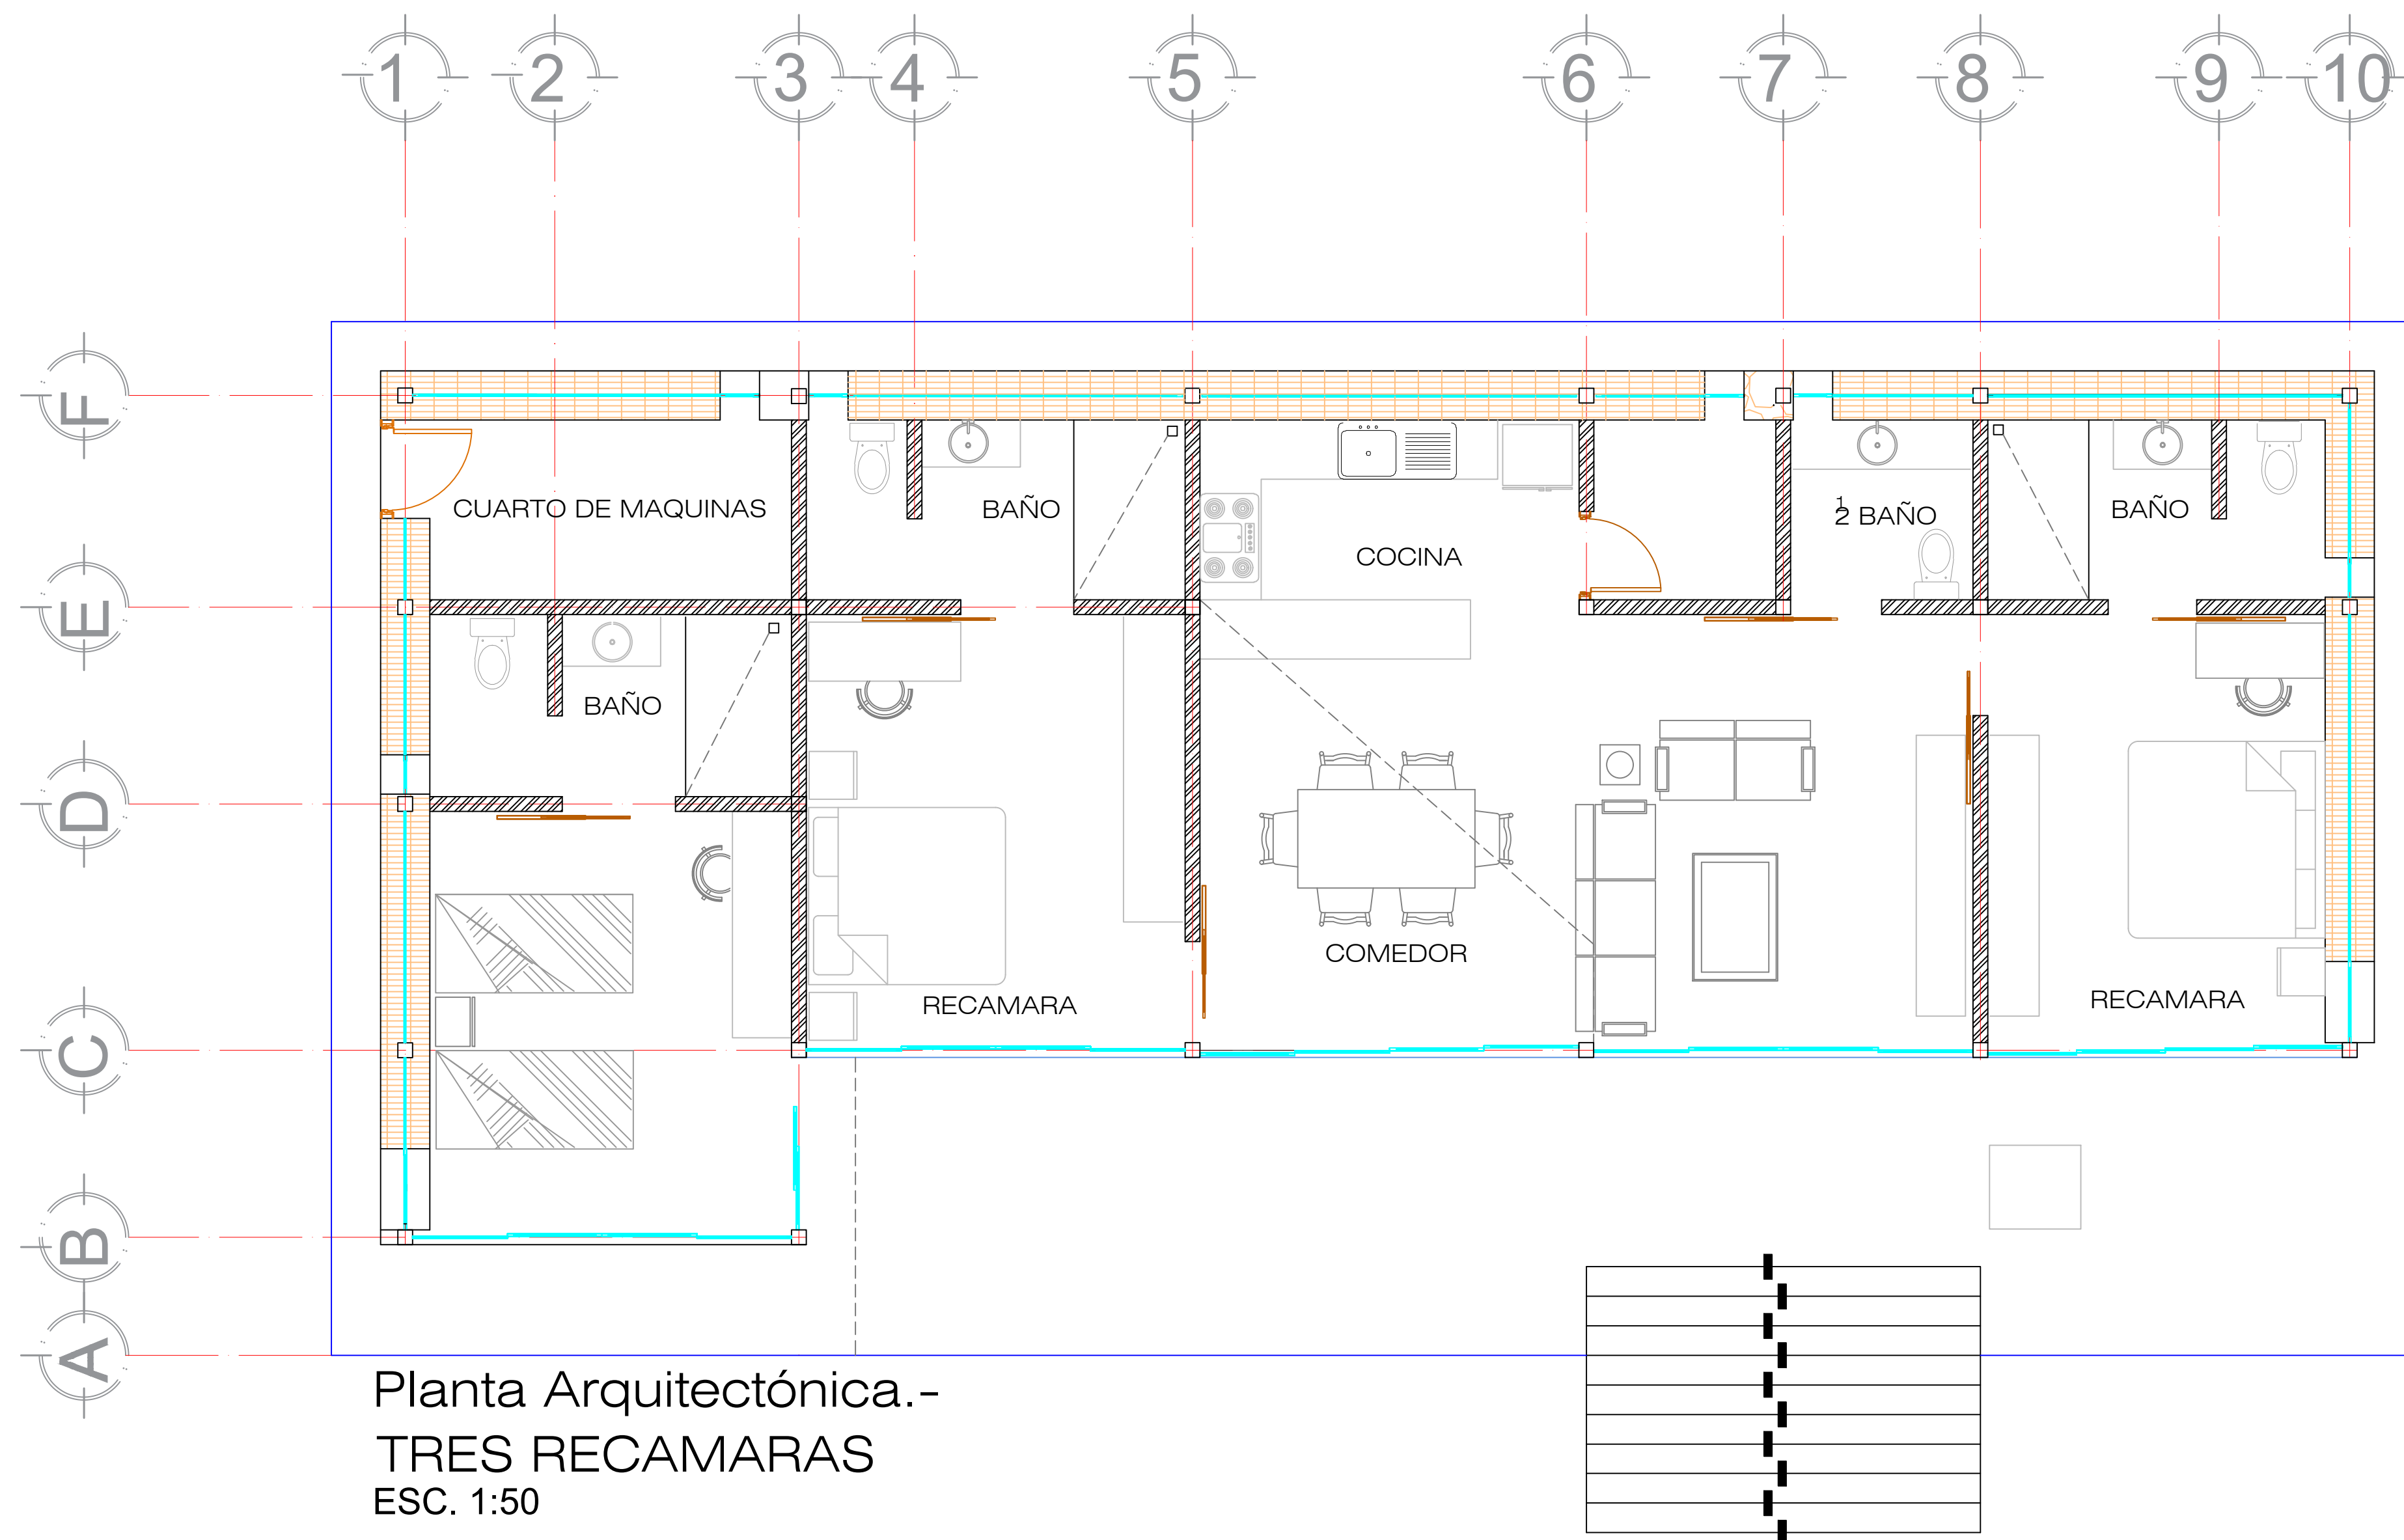 1 2 3 4 5 6 7 8 9 10
F
E
D
C
B
A
CUARTO DE MAQUINAS
BAÑO
COCINA
1
2 BAÑO
BAÑO
BAÑO
COMEDOR
RECAMARA
RECAMARA
Planta Arquitectónica.-
TRES RECAMARAS
ESC. 1:50